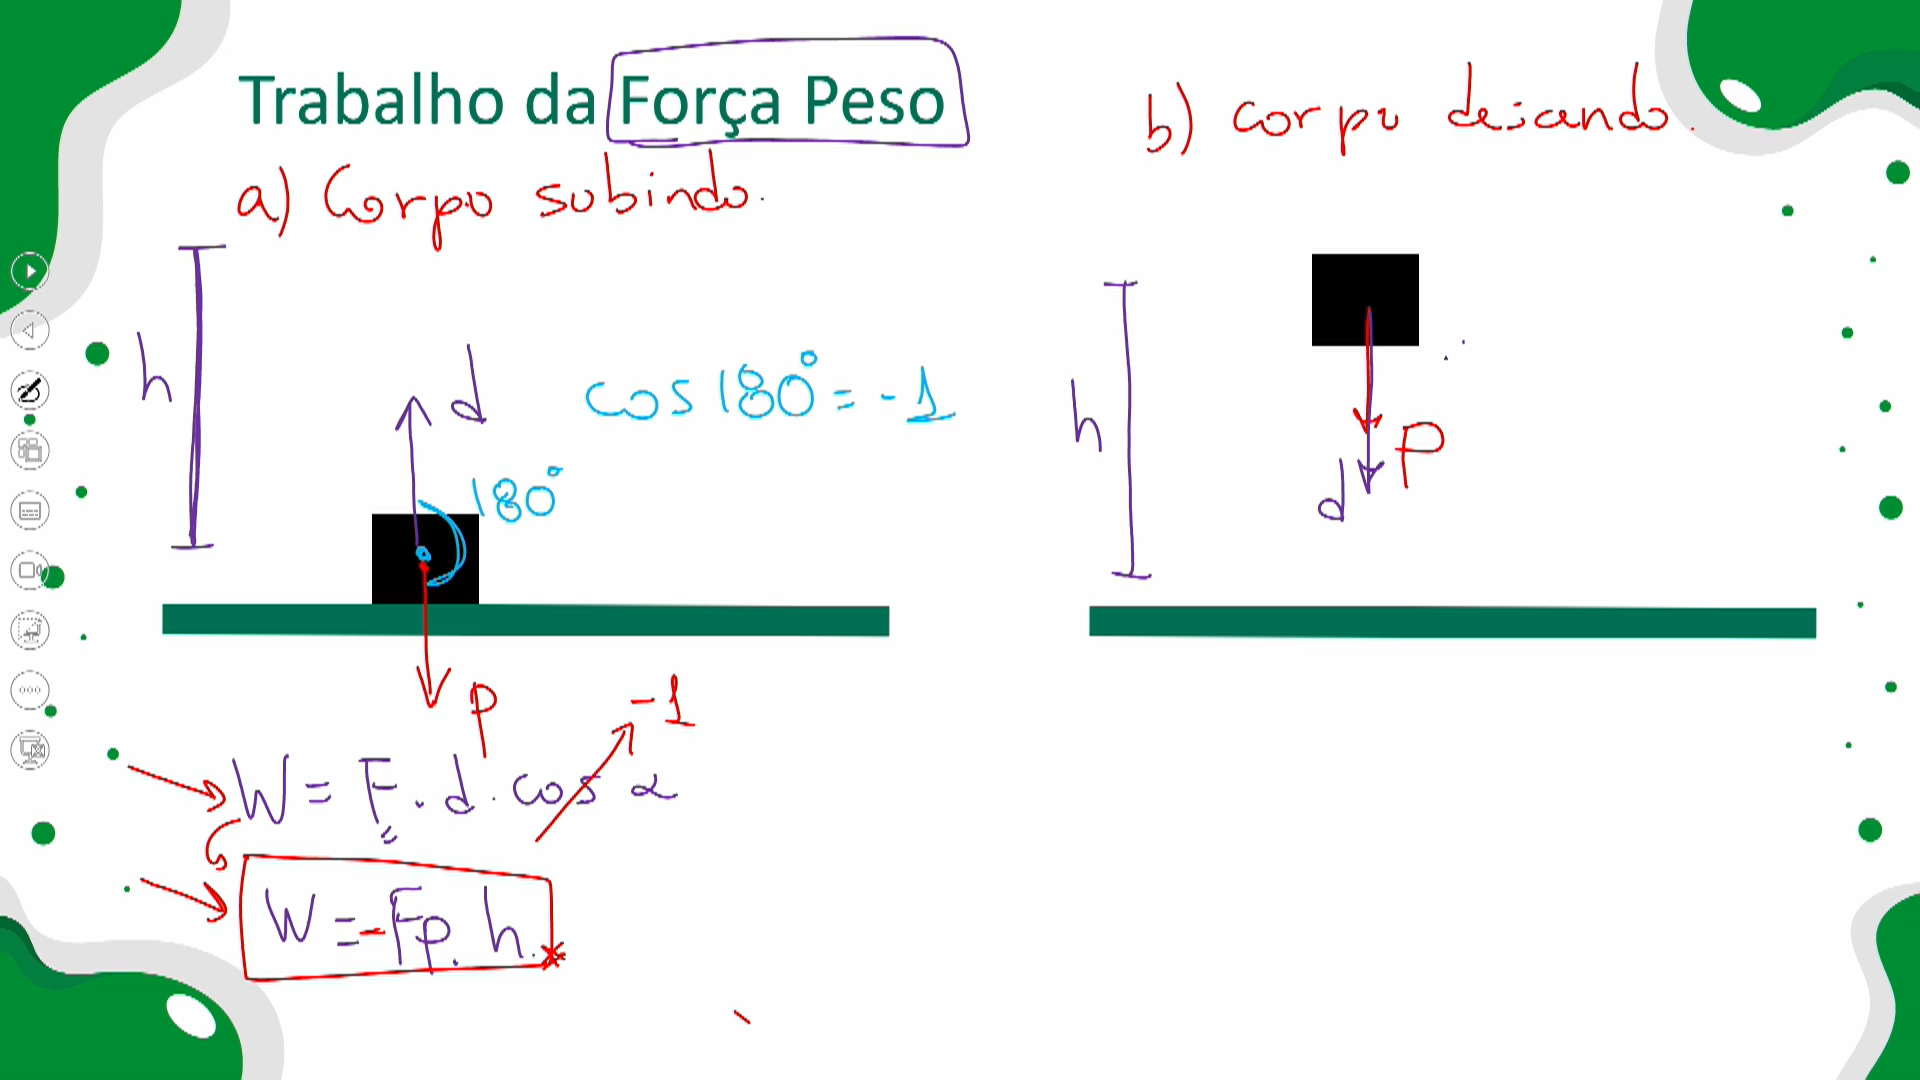 Trabalho da Força Peso
a) Corpo subindo.
h
d
cos 180° = -1
180°
P
-1
W = F . d . cos α
W = -Fp . h
b) corpo descendo.
h
P
d